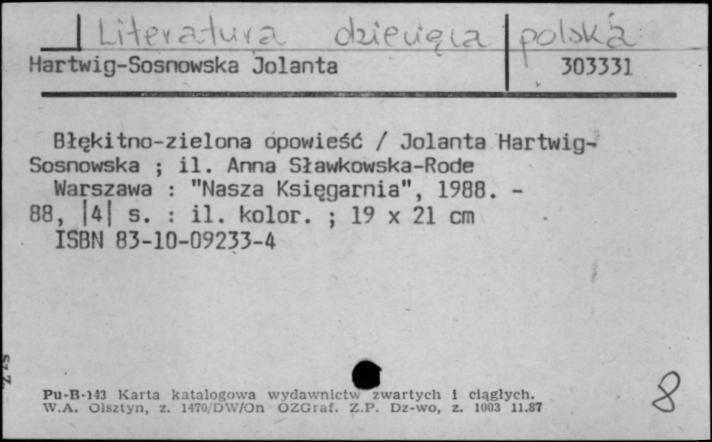 Literatura dziecięca polska
Hartwig-Sosnowska Jolanta 303331
Błękitno-zielona opowieść / Jolanta Hartwig-
Sosnowska ; il. Anna Sławkowska-Rode
Warszawa : "Nasza Księgarnia", 1988. -
88, |4| s. : il. kolor. ; 19 x 21 cm
ISBN 83-10-09233-4
Sz.Z.
Pu-B-143 Karta katalogowa wydawnictw zwartych i ciągłych.
W.A. Olsztyn, z. 1470/DW/On OZGraf. Z.P. Dz-wo, z. 1003 11.87
8